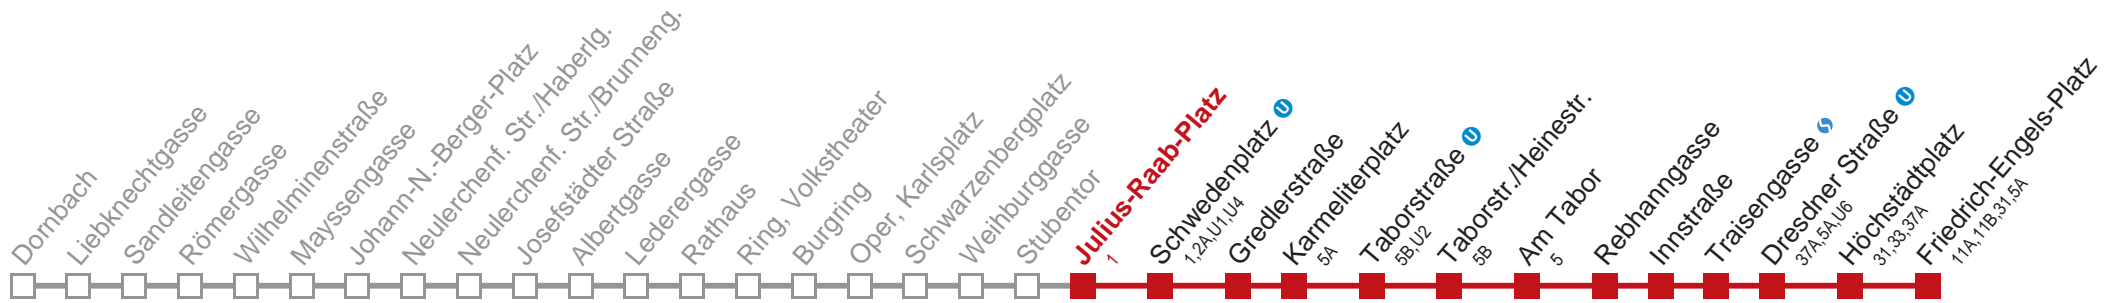 Dornbach
Liebknechtgasse
Sandleitengasse
Römergasse
Wilhelminenstraße
Mayssengasse
Johann-N.-Berger-Platz
Neulerchenf. Str./Haberlg.
Neulerchenf. Str./Brunneng.
Josefstädter Straße
Albertgasse
Lederergasse
Rathaus
Ring, Volkstheater
Burgring
Oper, Karlsplatz
Schwarzenbergplatz
Weihburggasse
Stubentor
Julius-Raab-Platz
1
Schwedenplatz U
1,2A,U1,U4
Gredlerstraße
Karmeliterplatz
5A
Taborstraße U
5B,U2
Taborstr./Heinestr.
5B
Am Tabor
5
Rebhanngasse
Innstraße
Traisengasse
Dresdner Straße U
37A,5A,U6
Höchstädtplatz
31,33,37A
Friedrich-Engels-Platz
11A,11B,31,5A